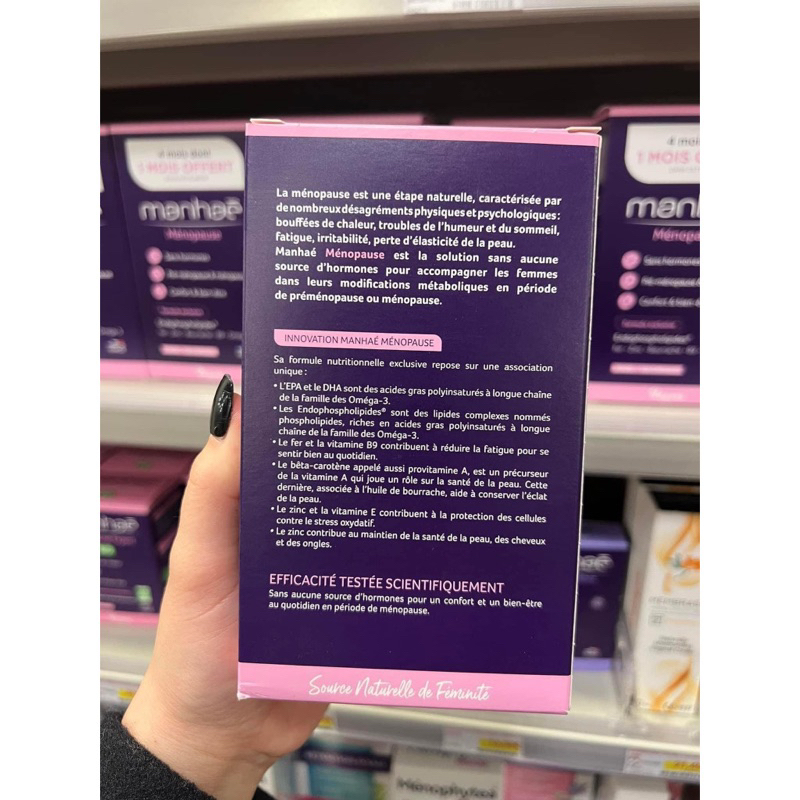 4 mois dont
1 MOIS OFFERT
manhaé
Ménopause
4 mois
1 MOIS
La ménopause est une étape naturelle, caractérisée par
de nombreux désagréments physiques et psychologiques :
bouffées de chaleur, troubles de l'humeur et du sommeil,
fatigue, irritabilité, perte d'élasticité de la peau.
Manhaé Ménopause est la solution sans aucune
source d'hormones pour accompagner les femmes
dans leurs modifications métaboliques en période
de préménopause ou ménopause.
INNOVATION MANHAÉ MÉNOPAUSE
Sa formule nutritionnelle exclusive repose sur une association
unique :
• L'EPA et le DHA sont des acides gras polyinsaturés à longue chaîne
de la famille des Oméga-3.
• Les Endophospholipides® sont des lipides complexes nommés
phospholipides, riches en acides gras polyinsaturés à longue
chaîne de la famille des Oméga-3.
• Le fer et la vitamine B9 contribuent à réduire la fatigue pour se
sentir bien au quotidien.
• Le bêta-carotène appelé aussi provitamine A, est un précurseur
de la vitamine A qui joue un rôle sur la santé de la peau. Cette
dernière, associée à l'huile de bourrache, aide à conserver l'éclat
de la peau.
• Le zinc et la vitamine E contribuent à la protection des cellules
contre le stress oxydatif.
• Le zinc contribue au maintien de la santé de la peau, des cheveux
et des ongles.
EFFICACITÉ TESTÉE SCIENTIFIQUEMENT
Sans aucune source d'hormones pour un confort et un bien-être
au quotidien en période de ménopause.
Source Naturelle de Féminité
Ménophytea